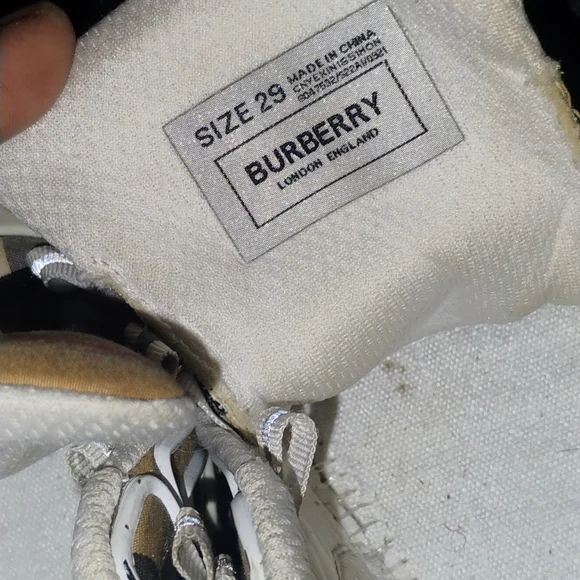 SIZE 29
MADE IN CHINA
BURBERRY
LONDON ENGLAND